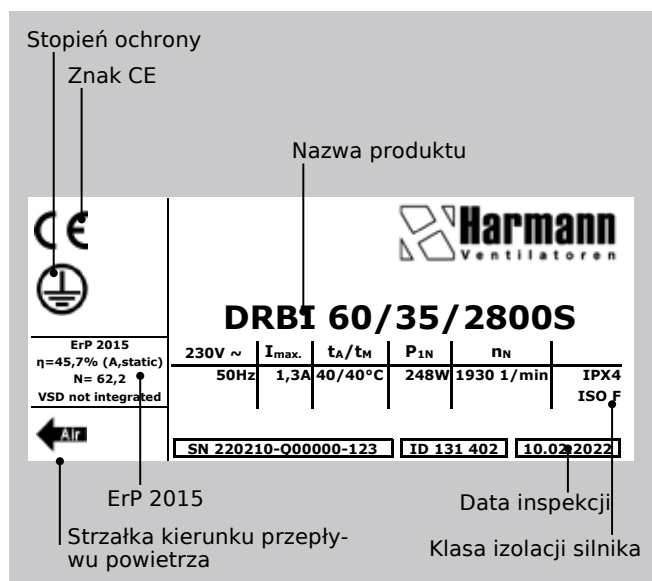 Stopień ochrony
Znak CE
Nazwa produktu
CE
Harmann
Ventilatoren
DRBI 60/35/2800S
ErP 2015
η=45,7% (A,static)
N= 62,2
VSD not integrated
230V ~ Imax. tA/tM P1N nN
50Hz 1,3A 40/40°C 248W 1930 1/min IPX4
ISO F
Air
SN 220210-Q00000-123 ID 131 402 10.02.2022
ErP 2015
Data inspekcji
Strzałka kierunku przepły-
wu powietrza
Klasa izolacji silnika